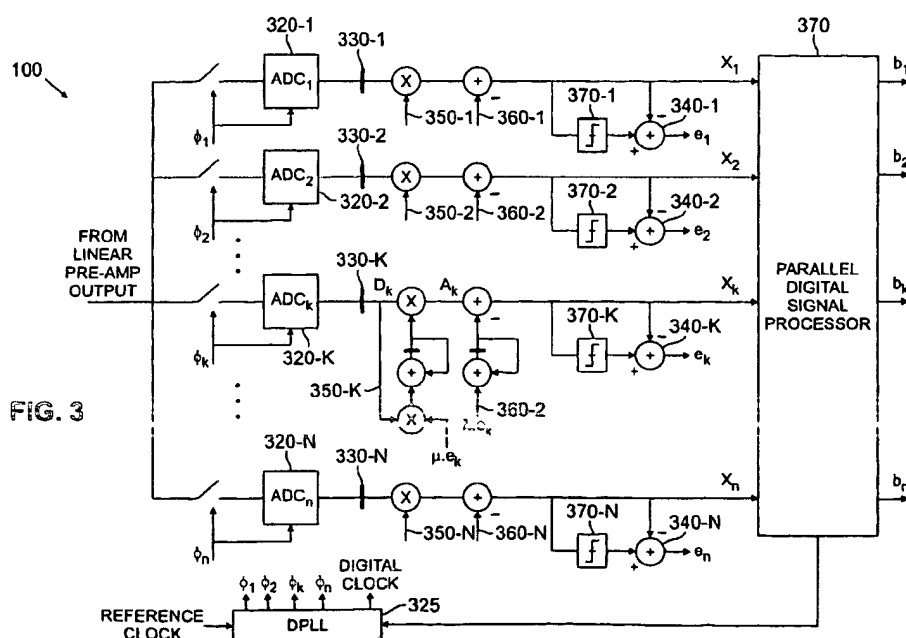 320-1
330-1
370
100
ADC1
X
+
−
X1
b1
370-1
340-1
350-1
360-1
−
+
+
e1
ϕ1
330-2
ADC2
X
+
−
X2
b2
320-2
370-2
340-2
350-2
360-2
−
+
+
e2
ϕ2
FROM
LINEAR
PRE-AMP
OUTPUT
PARALLEL
DIGITAL
SIGNAL
PROCESSOR
330-K
ADCk
Dk
X
Ak
+
−
Xk
bk
320-K
370-K
340-K
−
+
+
ek
ϕk
+
+
350-K
360-2
X
μ.ek
FIG. 3
320-N
330-N
ADCn
X
+
−
Xn
bn
370-N
340-N
350-N
360-N
−
+
+
en
ϕn
DIGITAL
CLOCK
ϕ1 ϕ2 ϕk ϕn
325
REFERENCE
CLOCK
DPLL